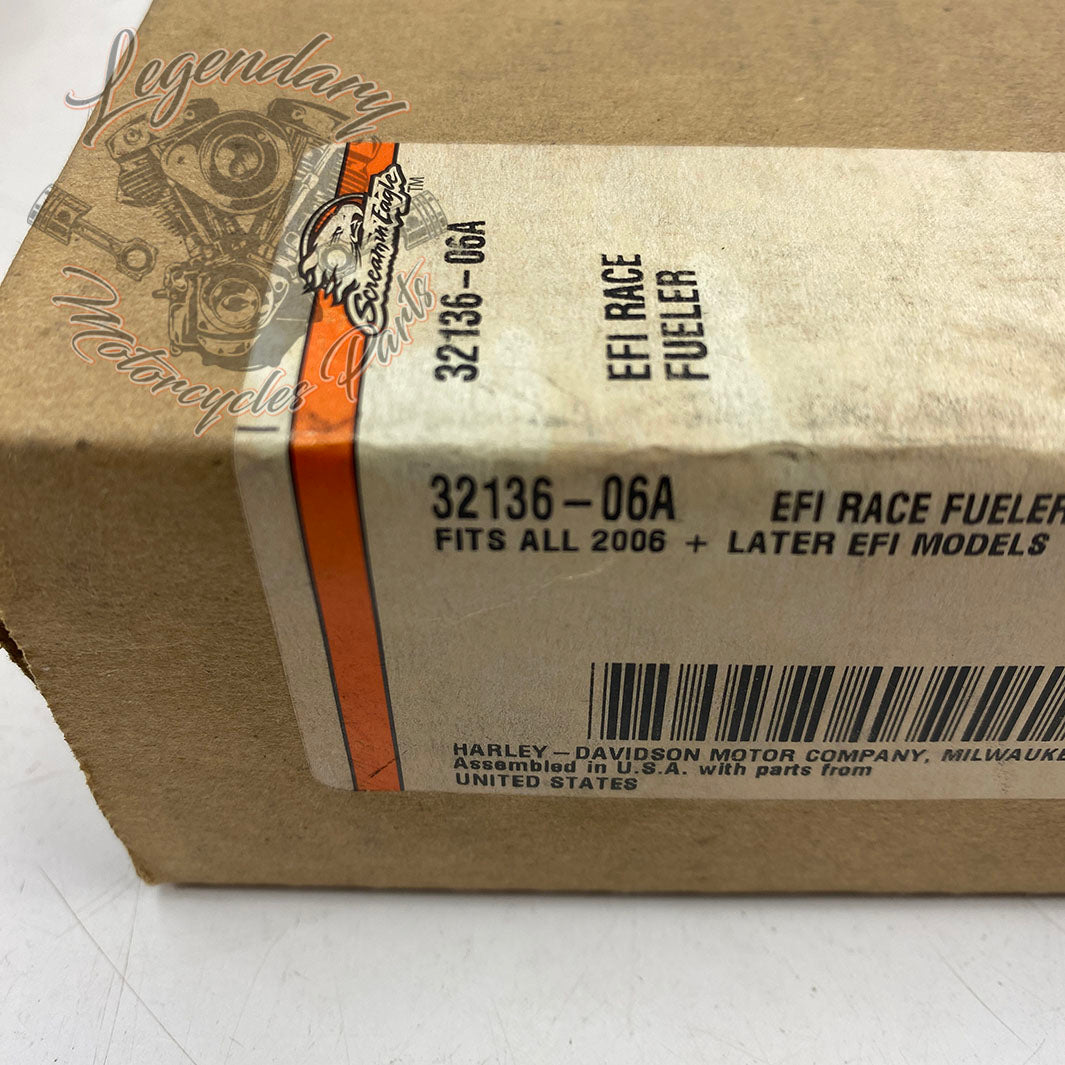 Legendary
Motorcycles Parts
Screamin' Eagle™
32136-06A
EFI RACE
FUELER
32136-06A EFI RACE FUELER
FITS ALL 2006 + LATER EFI MODELS
HARLEY-DAVIDSON MOTOR COMPANY, MILWAUKE
Assembled in U.S.A. with parts from
UNITED STATES